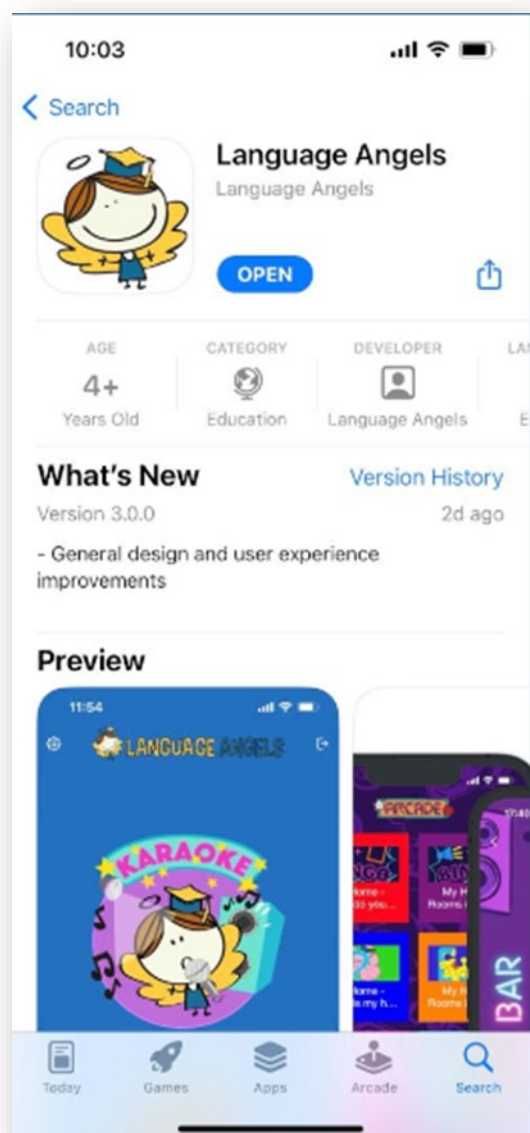 10:03
Search
Language Angels
Language Angels
OPEN
AGE CATEGORY DEVELOPER
4+
Years Old Education Language Angels
What's New Version History
Version 3.0.0 2d ago
- General design and user experience
improvements
Preview
11:54
LANGUAGE ANGELS
KARAOKE
ARCADE
My H
Rooms
BAR
Today Games Apps Arcade Search